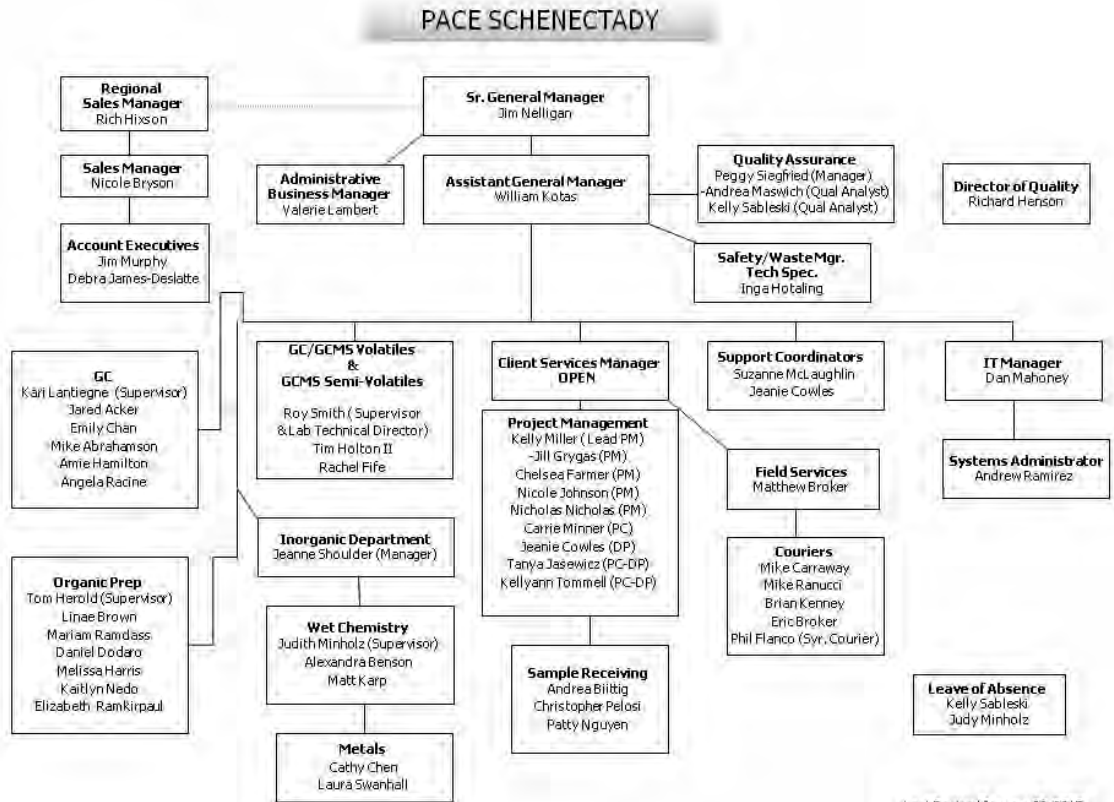 PACE SCHENECTADY
Regional
Sales Manager
Rich Hixson
Sr. General Manager
Jim Nelligan
Sales Manager
Nicole Bryson
Administrative
Business Manager
Valerie Lambert
Assistant General Manager
William Kotas
Quality Assurance
Peggy Siegfried (Manager)
-Andrea Maswich (Qual Analyst)
Kelly Sableski (Qual Analyst)
Director of Quality
Richard Henson
Account Executives
Jim Murphy
Debra James-Deslatte
Safety/Waste Mgr.
Tech Spec.
Inga Hotaling
GC
Kari Lantiegne (Supervisor)
Jared Acker
Emily Chan
Mike Abrahamson
Amie Hamilton
Angela Racine
GC/GCMS Volatiles
&
GCMS Semi-Volatiles
Roy Smith ( Supervisor
& Lab Technical Director)
Tim Holton II
Rachel Fife
Client Services Manager
OPEN
Support Coordinators
Suzanne McLaughlin
Jeanie Cowles
IT Manager
Dan Mahoney
Project Management
Kelly Miller ( Lead PM)
-Jill Grygas (PM)
Chelsea Farmer (PM)
Nicole Johnson (PM)
Nicholas Nicholas (PM)
Carrie Minner (PC)
Jeanie Cowles (DP)
Tanya Jasewicz (PC-DP)
Kellyann Tommell (PC-DP)
Field Services
Matthew Broker
Systems Administrator
Andrew Ramirez
Inorganic Department
Jeanne Shoulder (Manager)
Couriers
Mike Carraway
Mike Ranucci
Brian Kenney
Eric Broker
Phil Flanco (Syr. Courier)
Organic Prep
Tom Herold (Supervisor)
Linae Brown
Mariam Ramdass
Daniel Dodaro
Melissa Harris
Kaitlyn Nedo
Elizabeth Ramkirpaul
Wet Chemistry
Judith Minholz (Supervisor)
Alexandra Benson
Matt Karp
Sample Receiving
Andrea Biittig
Christopher Pelosi
Patty Nguyen
Leave of Absence
Kelly Sableski
Judy Minholz
Metals
Cathy Chen
Laura Swanhall